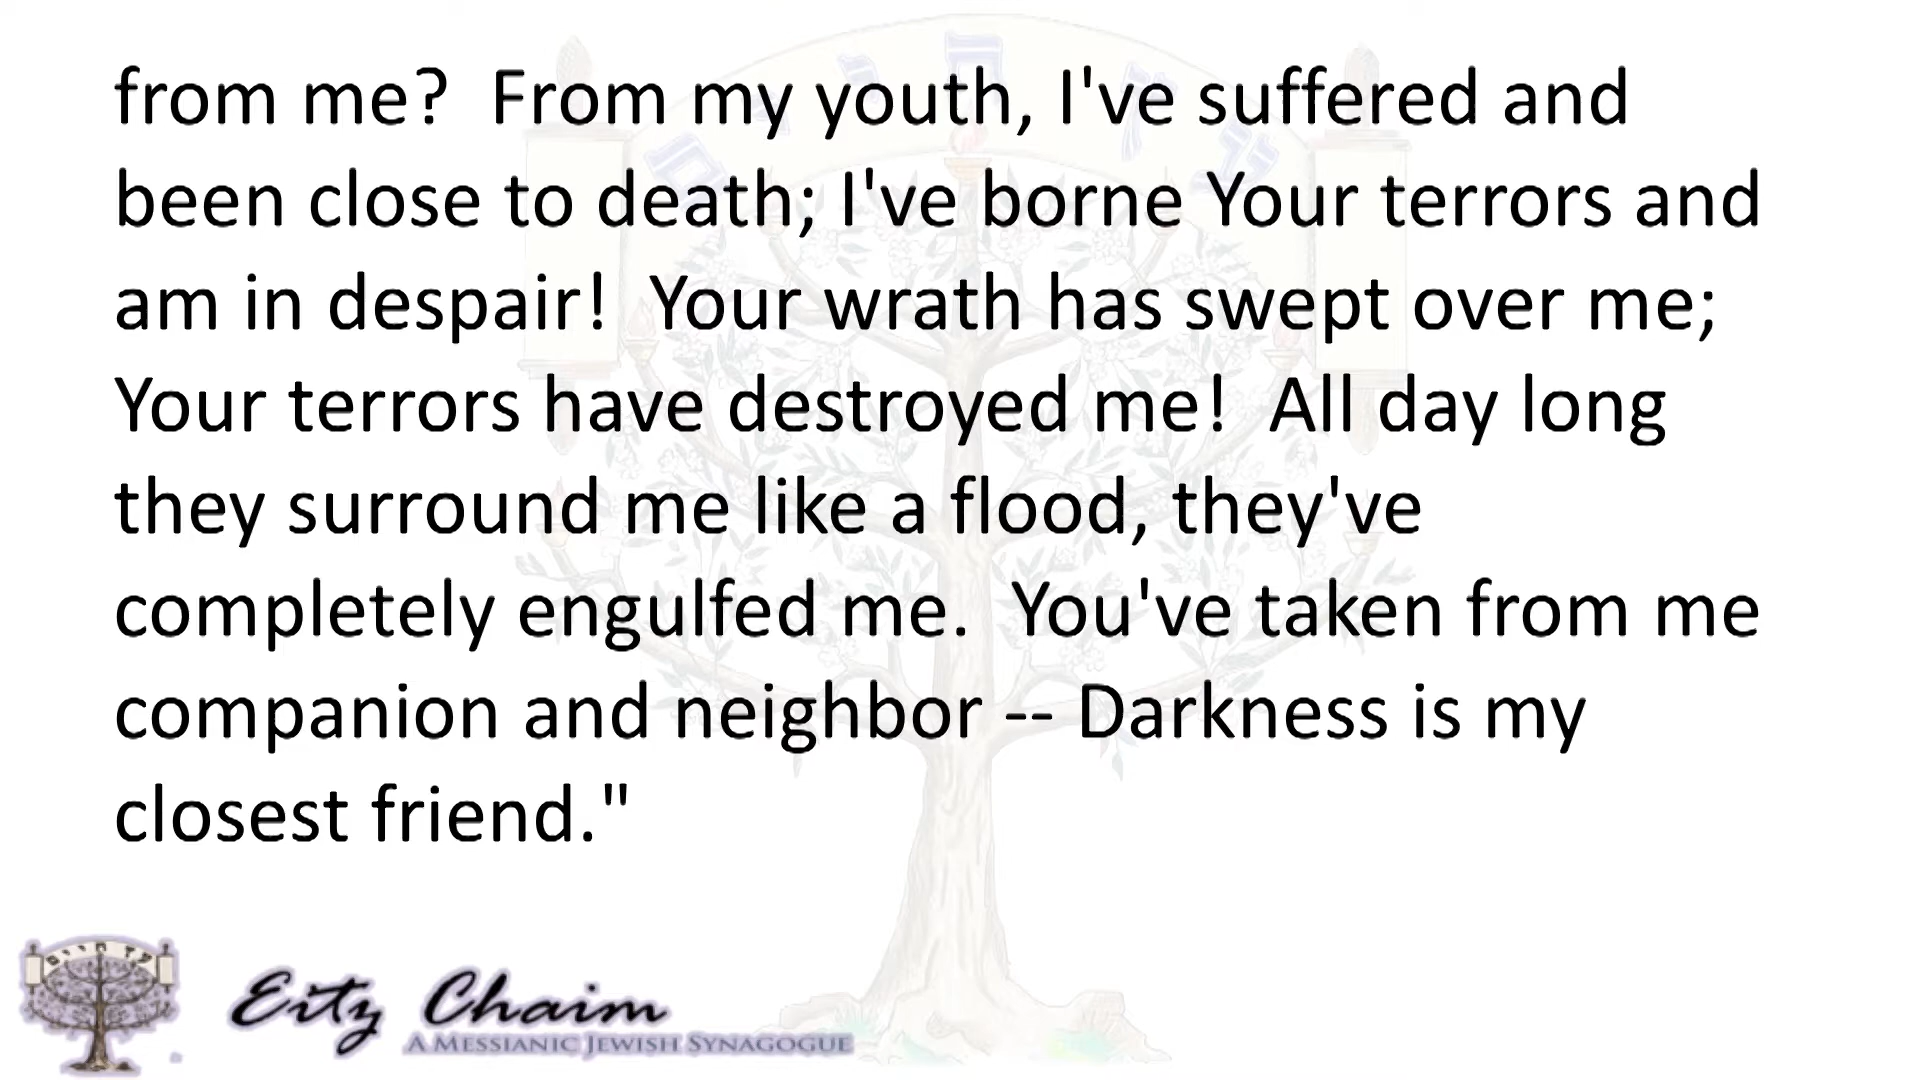 from me?  From my youth, I've suffered and
been close to death; I've borne Your terrors and
am in despair!  Your wrath has swept over me;
Your terrors have destroyed me!  All day long
they surround me like a flood, they've
completely engulfed me.  You've taken from me
companion and neighbor -- Darkness is my
closest friend."
עץ חיים
Eitz Chaim
A MESSIANIC JEWISH SYNAGOGUE